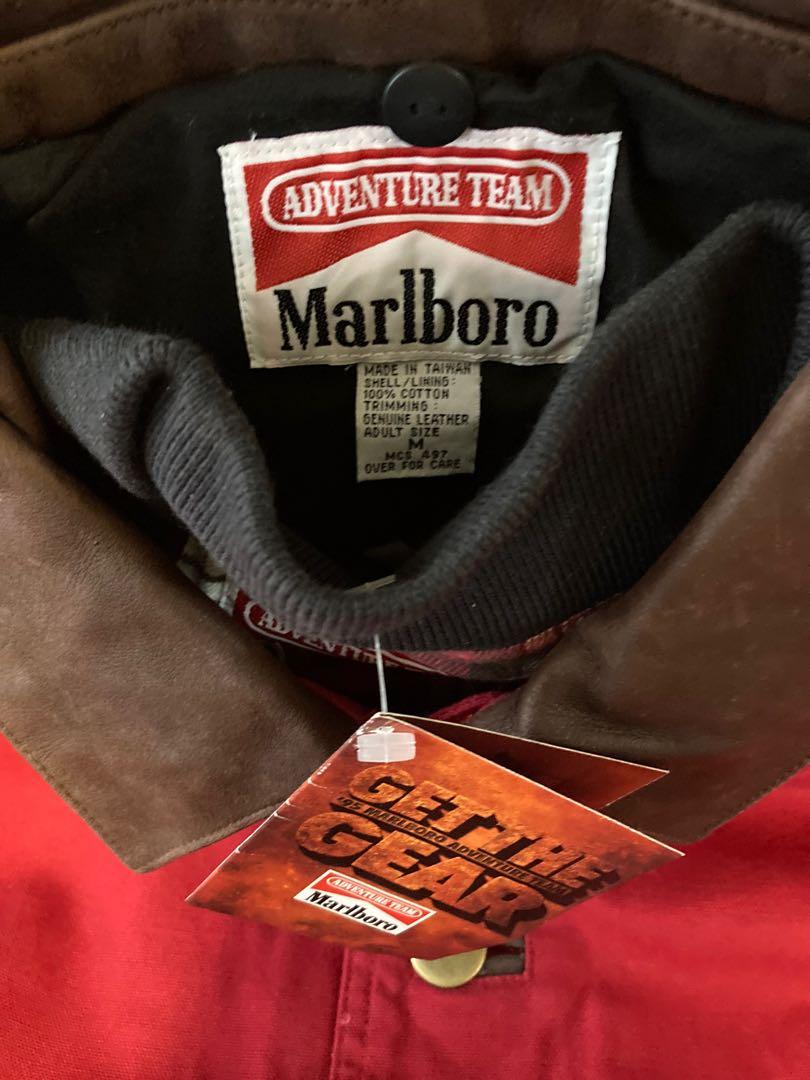 ADVENTURE TEAM
Marlboro
MADE IN TAIWAN
SHELL/LINING:
100% COTTON
TRIMMING:
GENUINE LEATHER
ADULT SIZE
M
MCS 497
OVER FOR CARE
ADVENTURE
GET THE
'95 MARLBORO ADVENTURE TEAM
GEAR
ADVENTURE TEAM
Marlboro